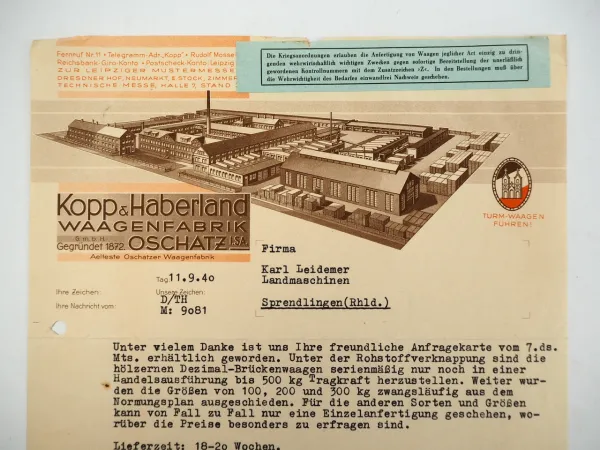 Fernruf Nr. 11 • Telegramm-Adr. „Kopp" • Rudolf Mosse
Reichsbank-Giro-Konto • Postscheck-Konto: Leipzig
ZUR LEIPZIGER MUSTERMESSE
DRESDNER HOF, NEUMARKT, 8. STOCK, ZIMMER
TECHNISCHE MESSE, HALLE 7, STAND
Die Kriegsanordnungen erlauben die Anfertigung von Waagen jeglicher Art einzig zu drin-
genden wehrwirtschaftlich wichtigen Zwecken gegen sofortige Bereitstellung der unerläßlich
gewordenen Kontrollnummern mit dem Zusatzzeichen »Z«. In den Bestellungen muß über
die Wehrwichtigkeit des Bedarfes einwandfrei Nachweis geschehen.
Kopp & Haberland
WAAGENFABRIK
G.m.b.H.
Gegründet 1872.
OSCHATZ i.SA.
Aelteste Oschatzer Waagenfabrik
TURM-WAAGEN
FÜHREN!
Firma
Karl Leidemer
Landmaschinen
Sprendlingen(Rhld.)
Tag 11.9.4o
Ihre Zeichen:
Unsere Zeichen:
D/TH
Ihre Nachricht vom:
M: 9o81
Unter vielem Danke ist uns Ihre freundliche Anfragekarte vom 7.ds.
Mts. erhältlich geworden. Unter der Rohstoffverknappung sind die
hölzernen Dezimal-Brückenwaagen serienmäßig nur noch in einer
Handelsausführung bis 500 kg Tragkraft herzustellen. Weiter wur-
den die Größen von 100, 200 und 300 kg zwangsläufig aus dem
Normungsplan ausgeschieden. Für die anderen Sorten und Größen
kann von Fall zu Fall nur eine Einzelanfertigung geschehen, wo-
rüber die Preise besonders zu erfragen sind.
Lieferzeit: 18-2o Wochen.